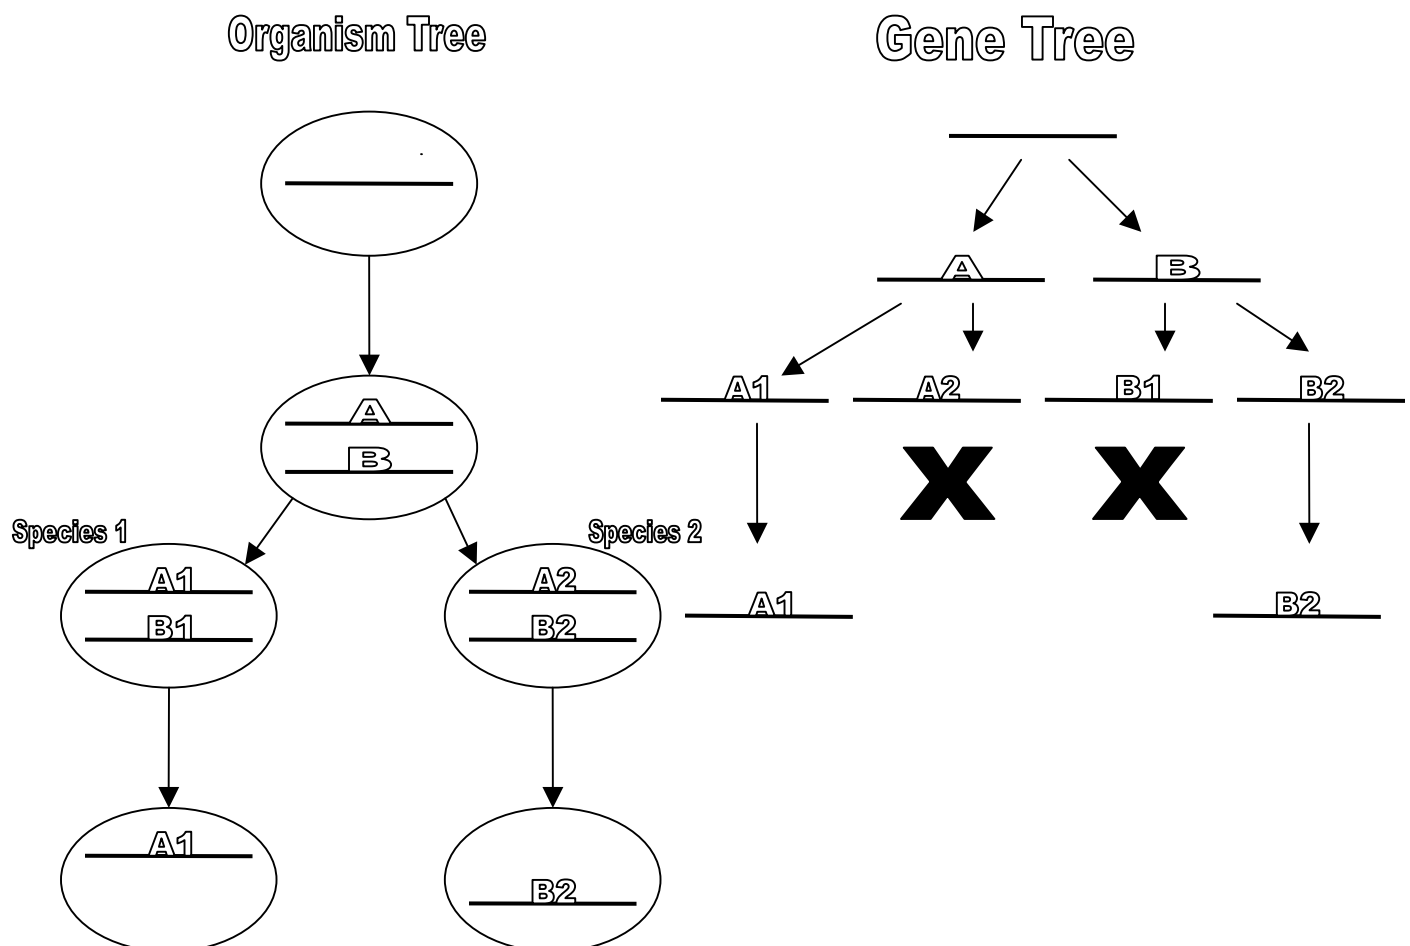 Organism Tree
Gene Tree
A
B
A
B
A1
A2
B1
B2
X
X
Species 1
Species 2
A1
B1
A2
B2
A1
B2
A1
B2